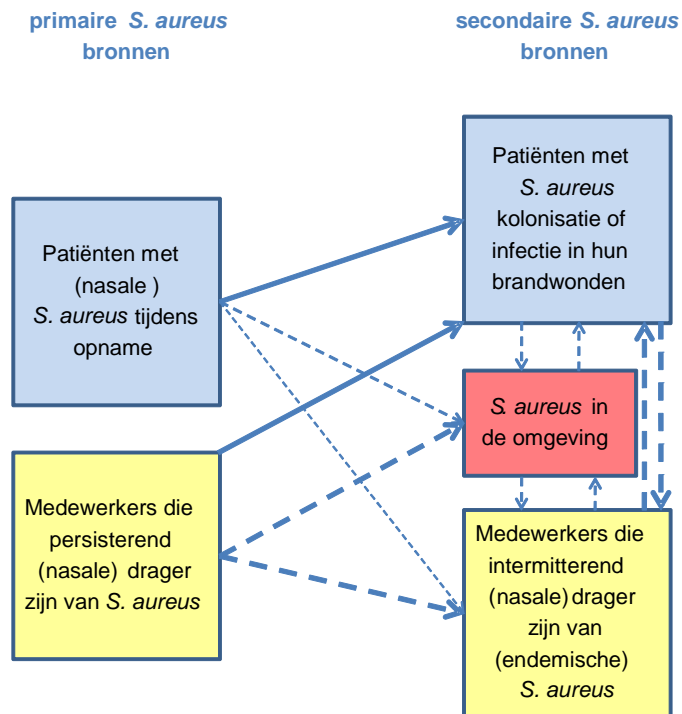 primaire S. aureus
bronnen
secondaire S. aureus
bronnen
Patiënten met
(nasale )
S. aureus tijdens
opname
Medewerkers die
persisterend
(nasale) drager
zijn van S. aureus
Patiënten met
S. aureus
kolonisatie of
infectie in hun
brandwonden
S. aureus in
de omgeving
Medewerkers die
intermitterend
(nasale) drager
zijn van
(endemische)
S. aureus